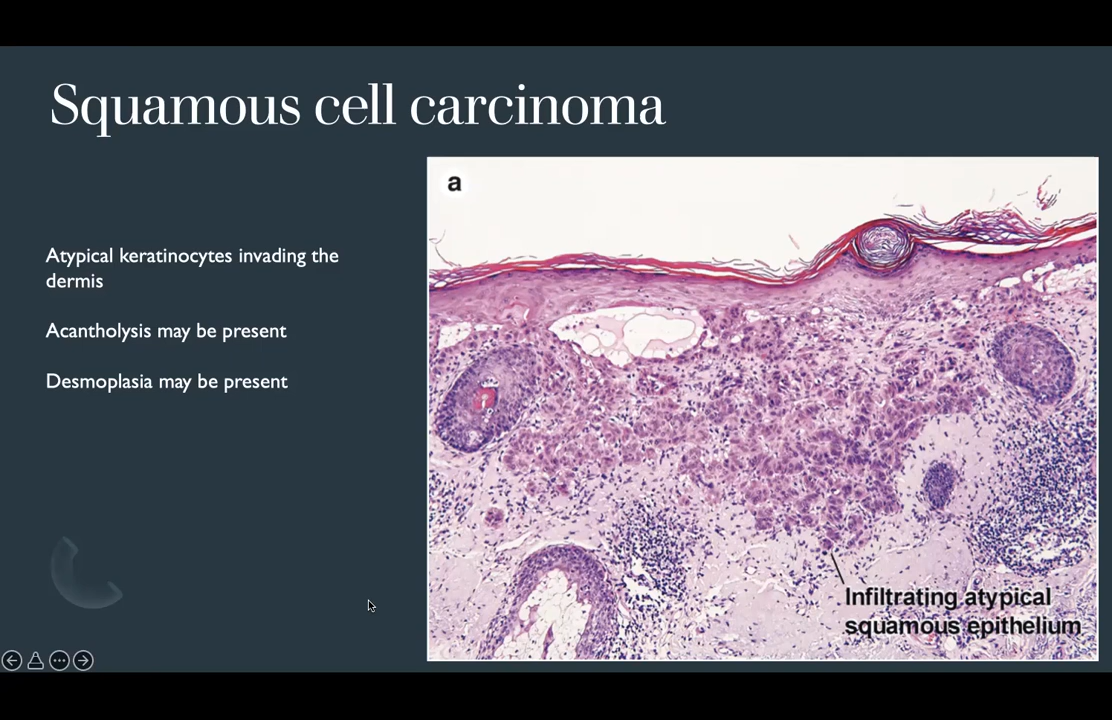 Squamous cell carcinoma
Atypical keratinocytes invading the
dermis
Acantholysis may be present
Desmoplasia may be present
a
Infiltrating atypical
squamous epithelium